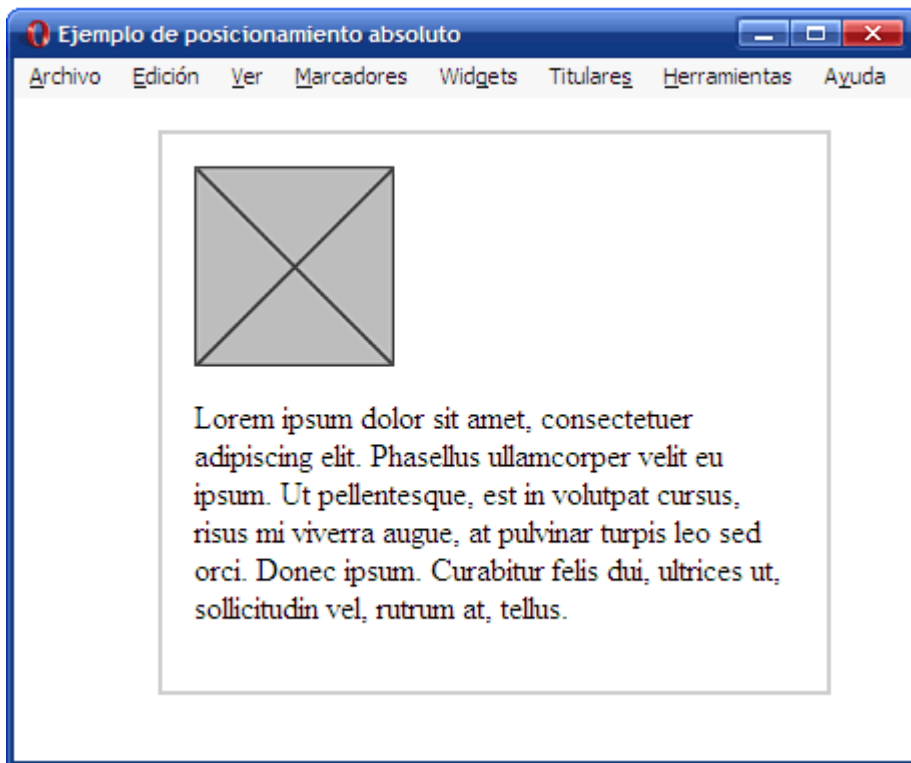 Ejemplo de posicionamiento absoluto
Archivo Edición Ver Marcadores Widgets Titulares Herramientas Ayuda
Lorem ipsum dolor sit amet, consectetuer
adipiscing elit. Phasellus ullamcorper velit eu
ipsum. Ut pellentesque, est in volutpat cursus,
risus mi viverra augue, at pulvinar turpis leo sed
orci. Donec ipsum. Curabitur felis dui, ultrices ut,
sollicitudin vel, rutrum at, tellus.